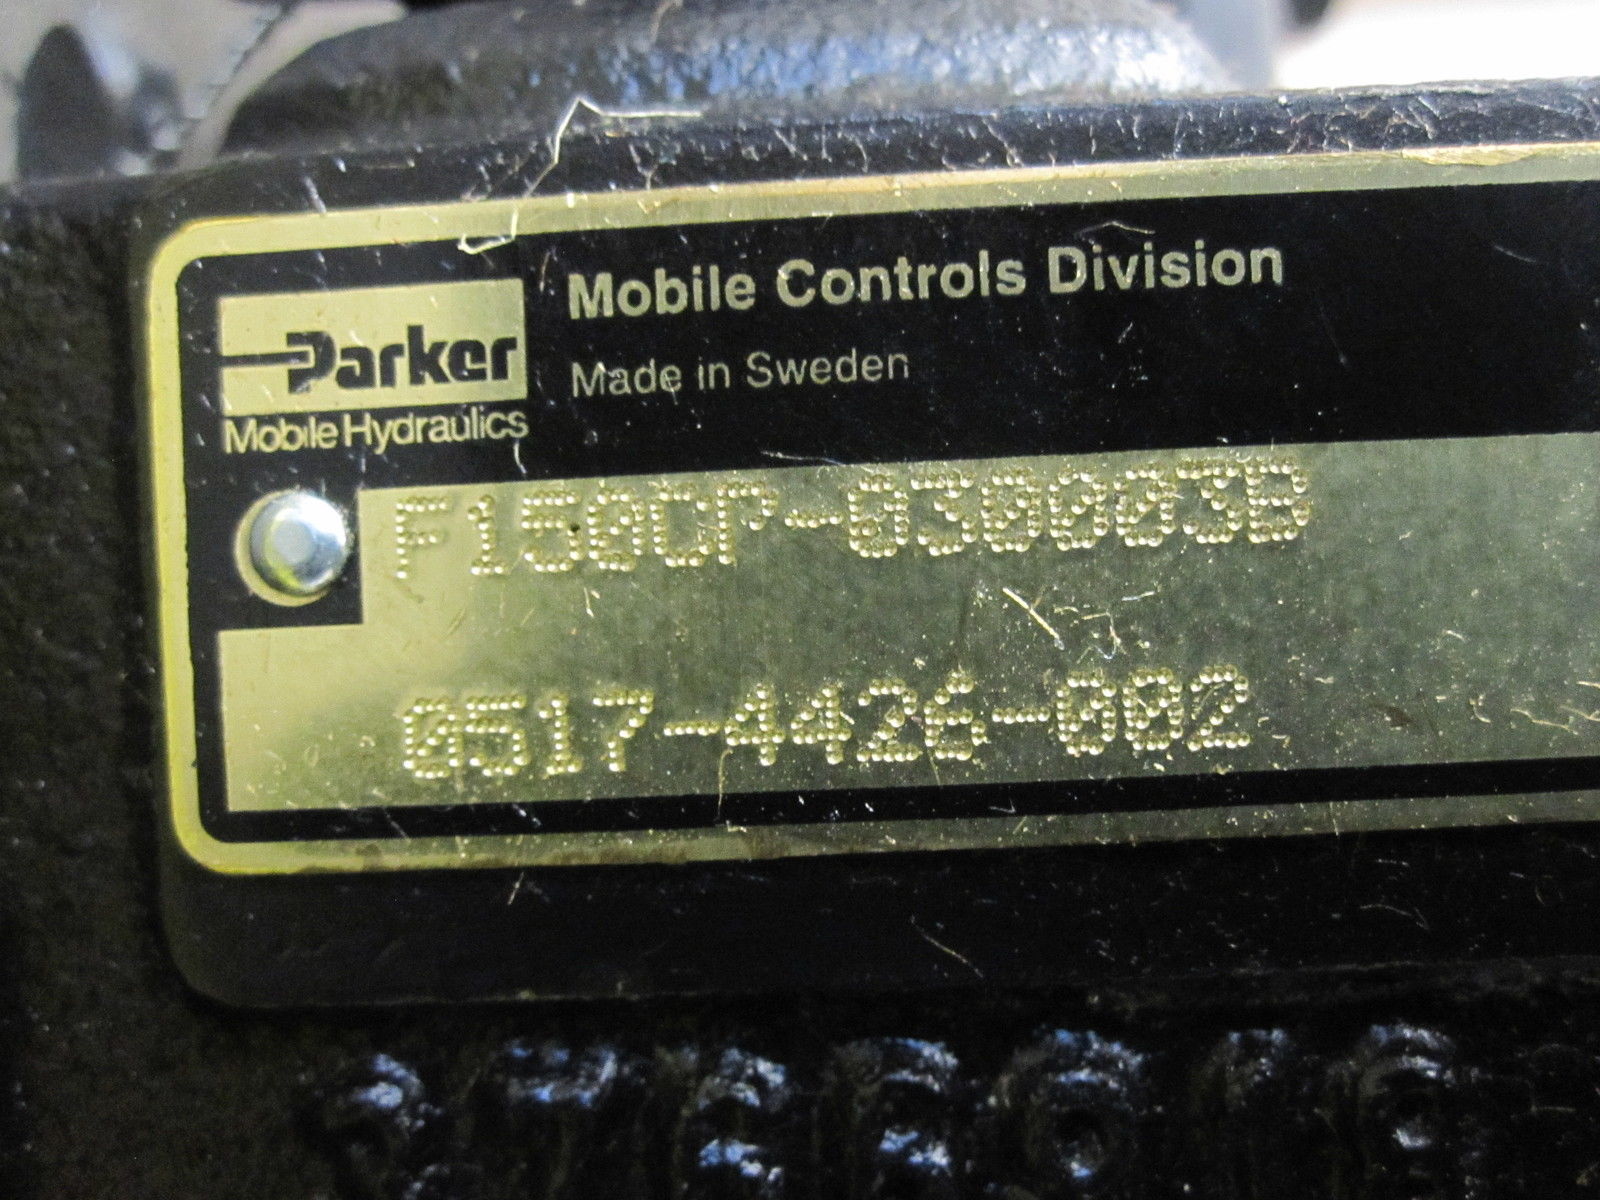 Parker
Mobile Hydraulics
Mobile Controls Division
Made in Sweden
F150CP-030003B
0517-4426-002